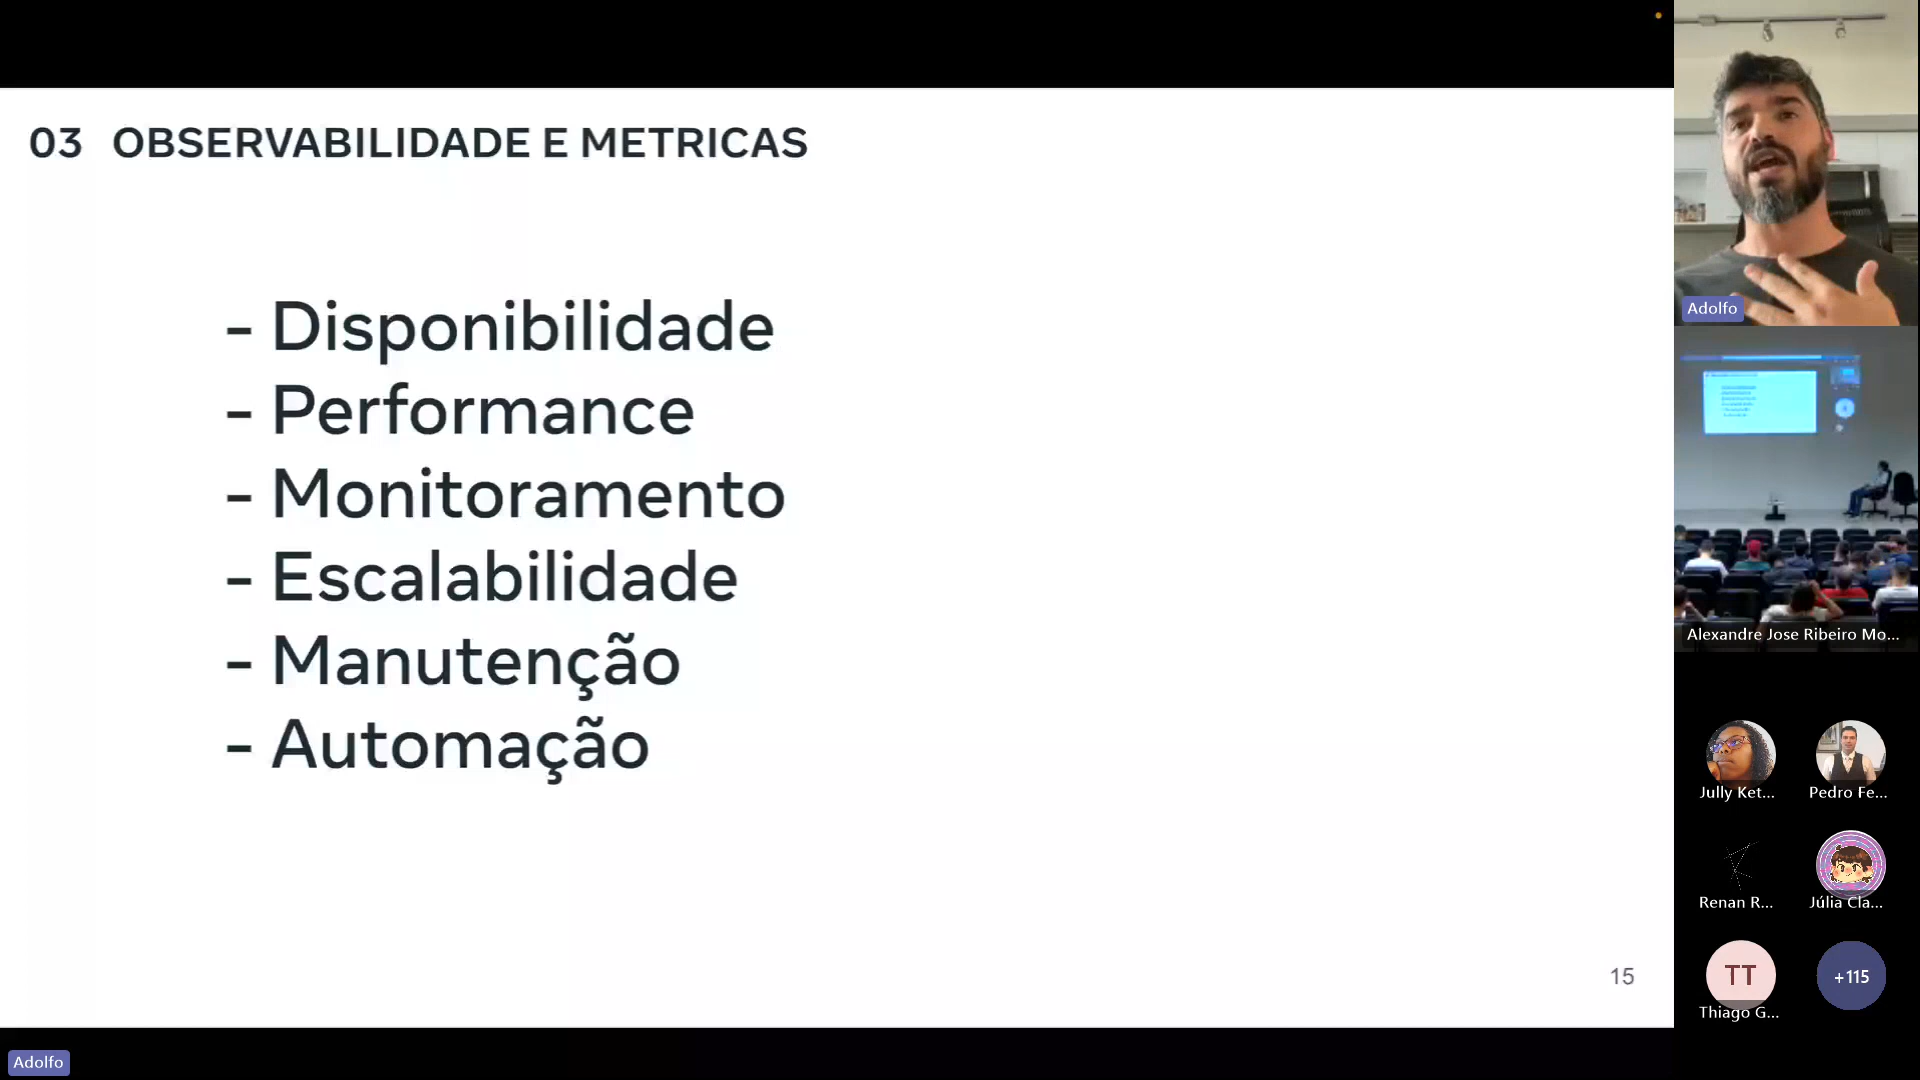 03 OBSERVABILIDADE E METRICAS
- Disponibilidade
- Performance
- Monitoramento
- Escalabilidade
- Manutenção
- Automação
15
Adolfo
Adolfo
Alexandre Jose Ribeiro Mo...
Jully Ket...
Pedro Fe...
Renan R...
Júlia Cla...
TT
Thiago G...
+115